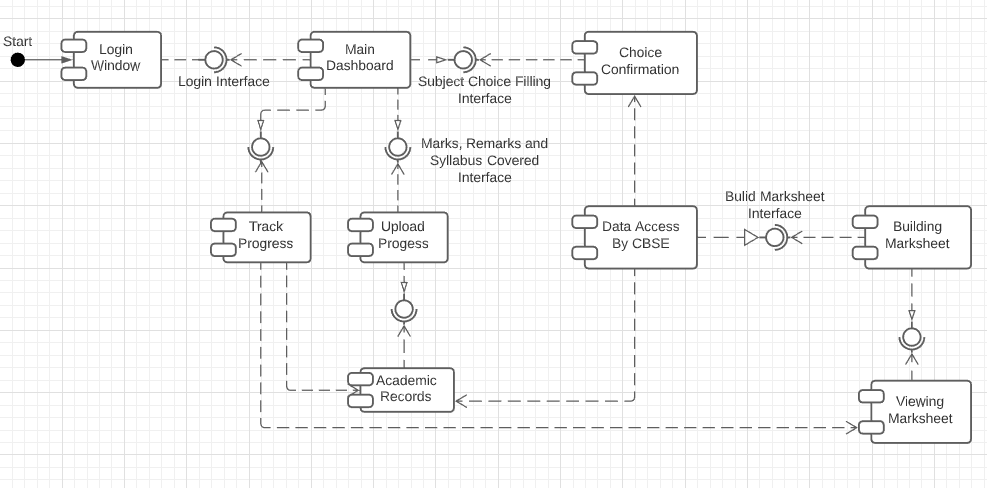 Start
Login
Window
Login Interface
Main
Dashboard
Subject Choice Filling
Interface
Choice
Confirmation
Marks, Remarks and
Syllabus Covered
Interface
Track
Progress
Upload
Progess
Data Access
By CBSE
Bulid Marksheet
Interface
Building
Marksheet
Academic
Records
Viewing
Marksheet